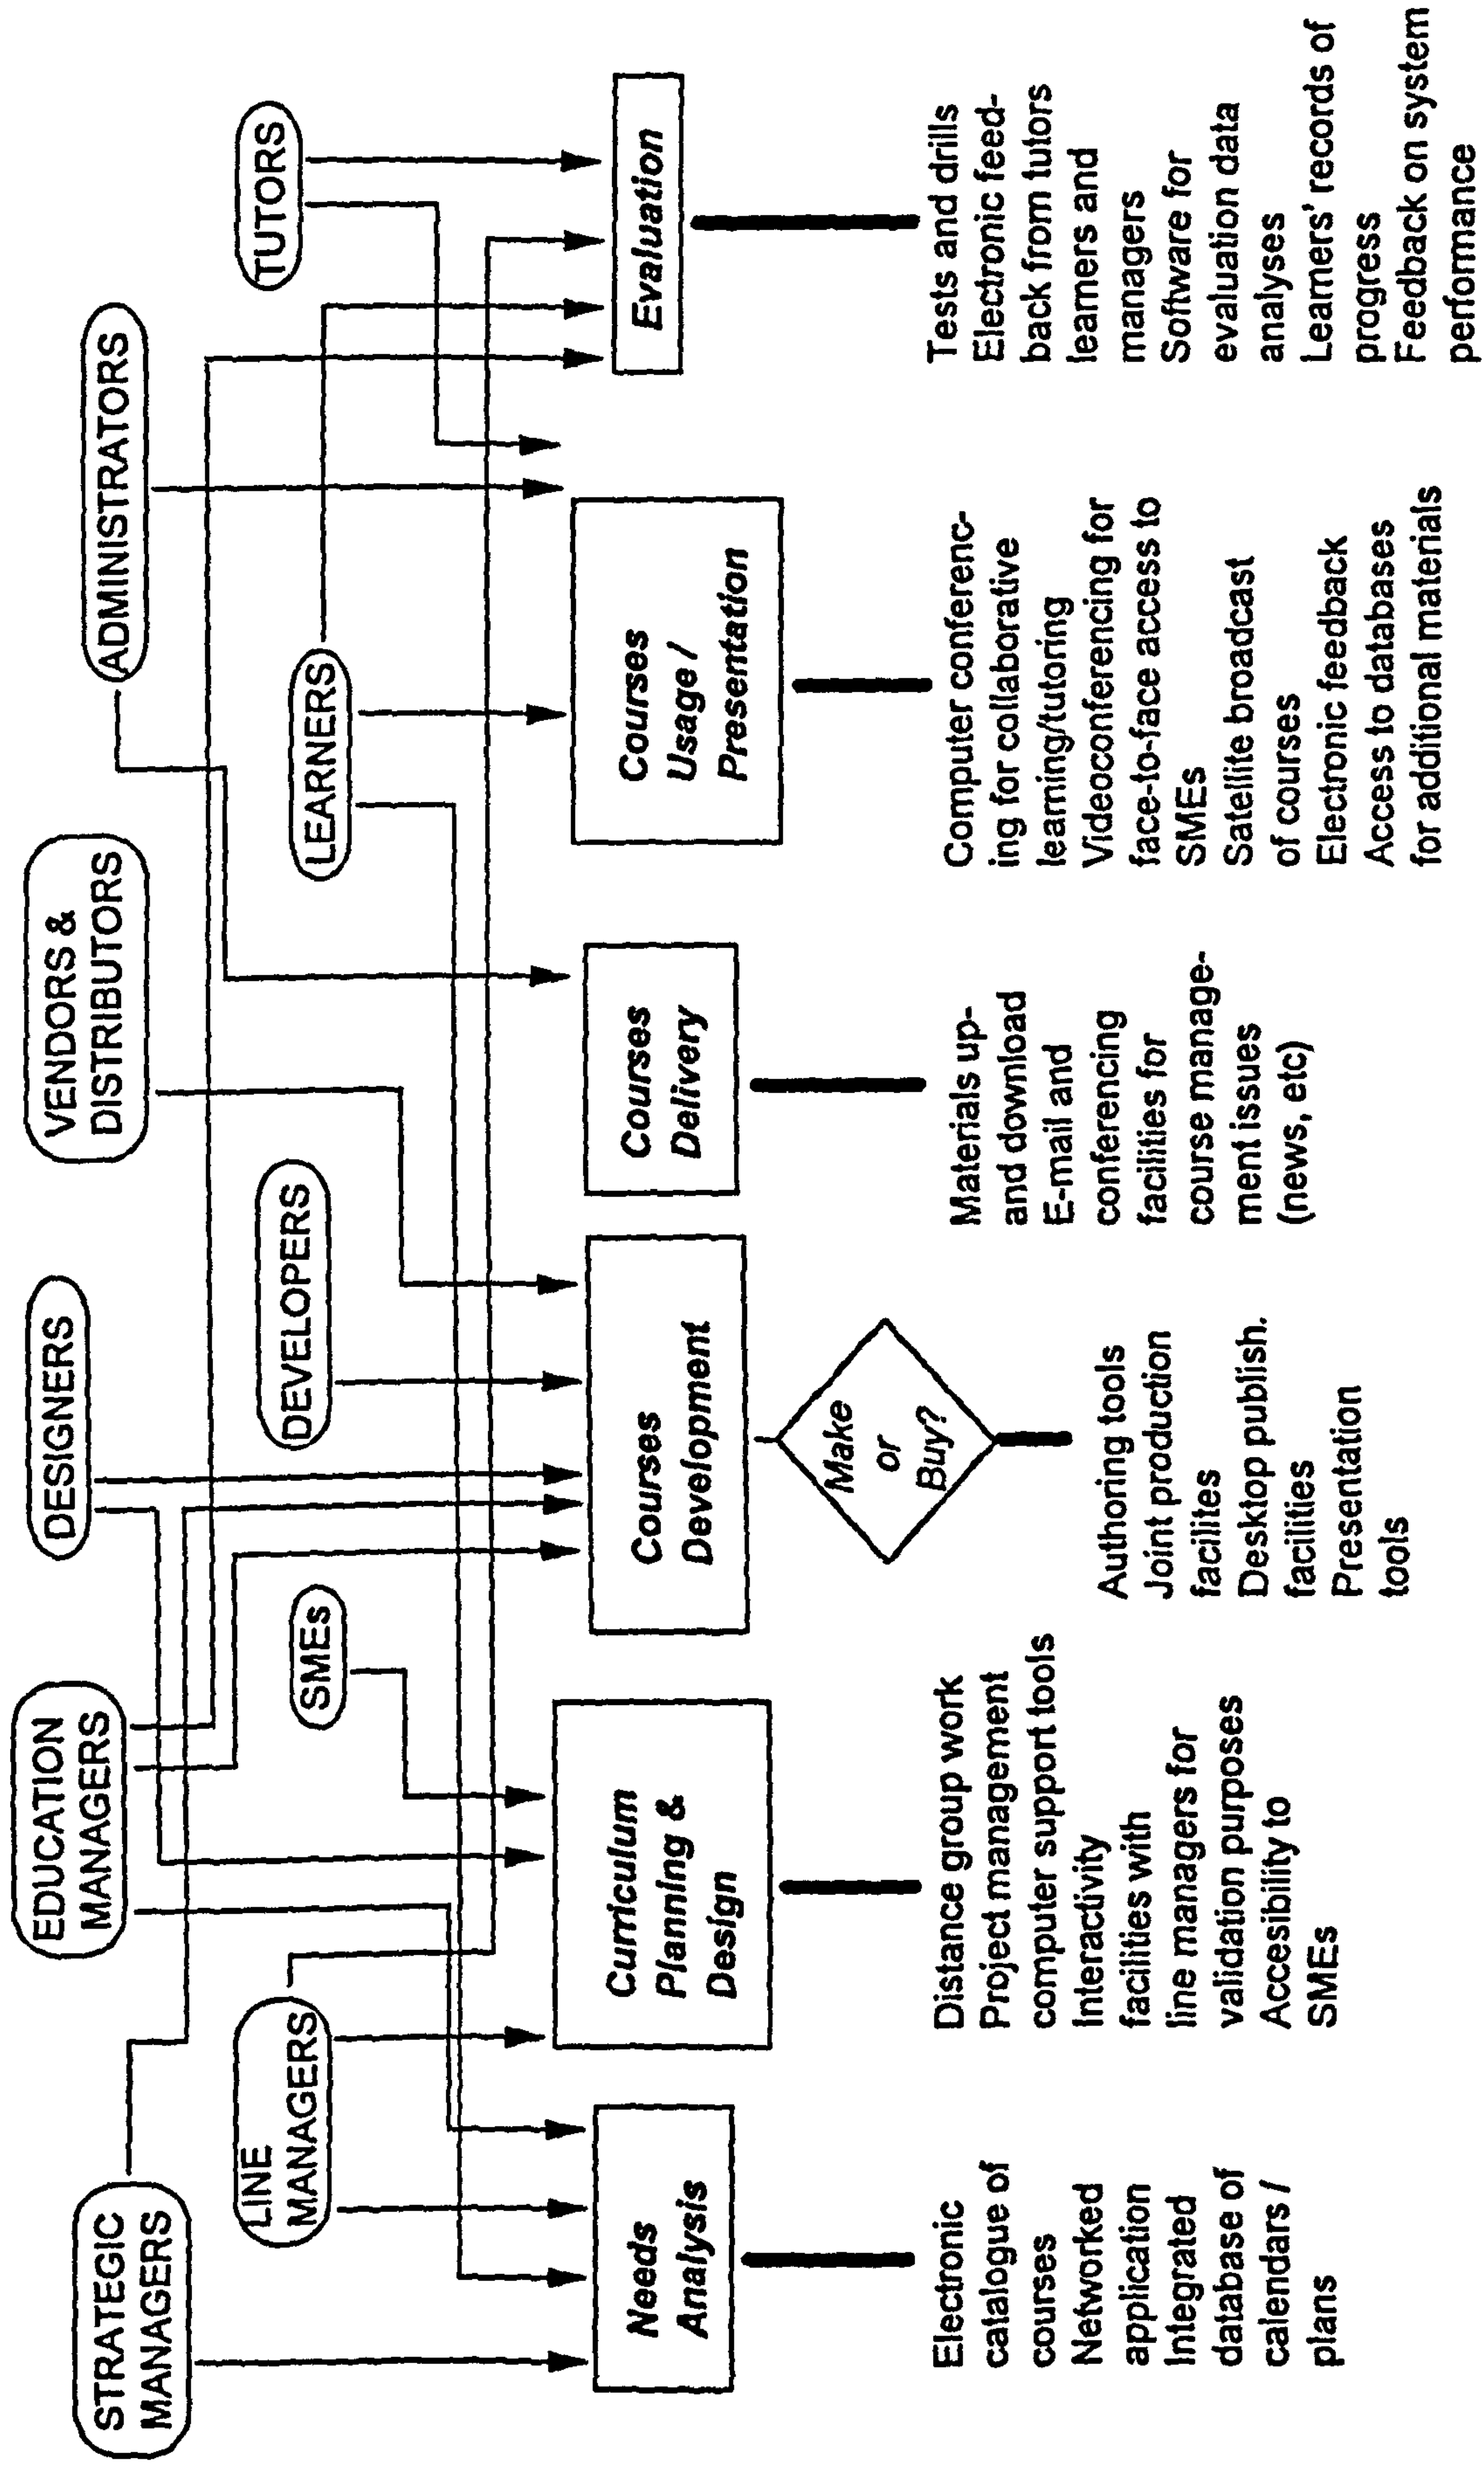 STRATEGIC
MANAGERS
EDUCATION
MANAGERS
DESIGNERS
VENDORS &
DISTRIBUTORS
ADMINISTRATORS
LINE
MANAGERS
SMEs
DEVELOPERS
LEARNERS
TUTORS
Needs
Analysis
Curriculum
Planning &
Design
Courses
Development
Courses
Delivery
Courses
Usage /
Presentation
Evaluation
Make
or
Buy?
Electronic
catalogue of
courses
Networked
application
Integrated
database of
calendars /
plans
Distance group work
Project management
computer support tools
Interactivity
facilities with
line managers for
validation purposes
Accesibility to
SMEs
Authoring tools
Joint production
facilites
Desktop publish.
facilities
Presentation
tools
Materials up-
and download
E-mail and
conferencing
facilities for
course manage-
ment issues
(news, etc)
Computer conferenc-
ing for collaborative
learning/tutoring
Videoconferencing for
face-to-face access to
SMEs
Satellite broadcast
of courses
Electronic feedback
Access to databases
for additional materials
Tests and drills
Electronic feed-
back from tutors
learners and
managers
Software for
evaluation data
analyses
Learners' records of
progress
Feedback on system
performance